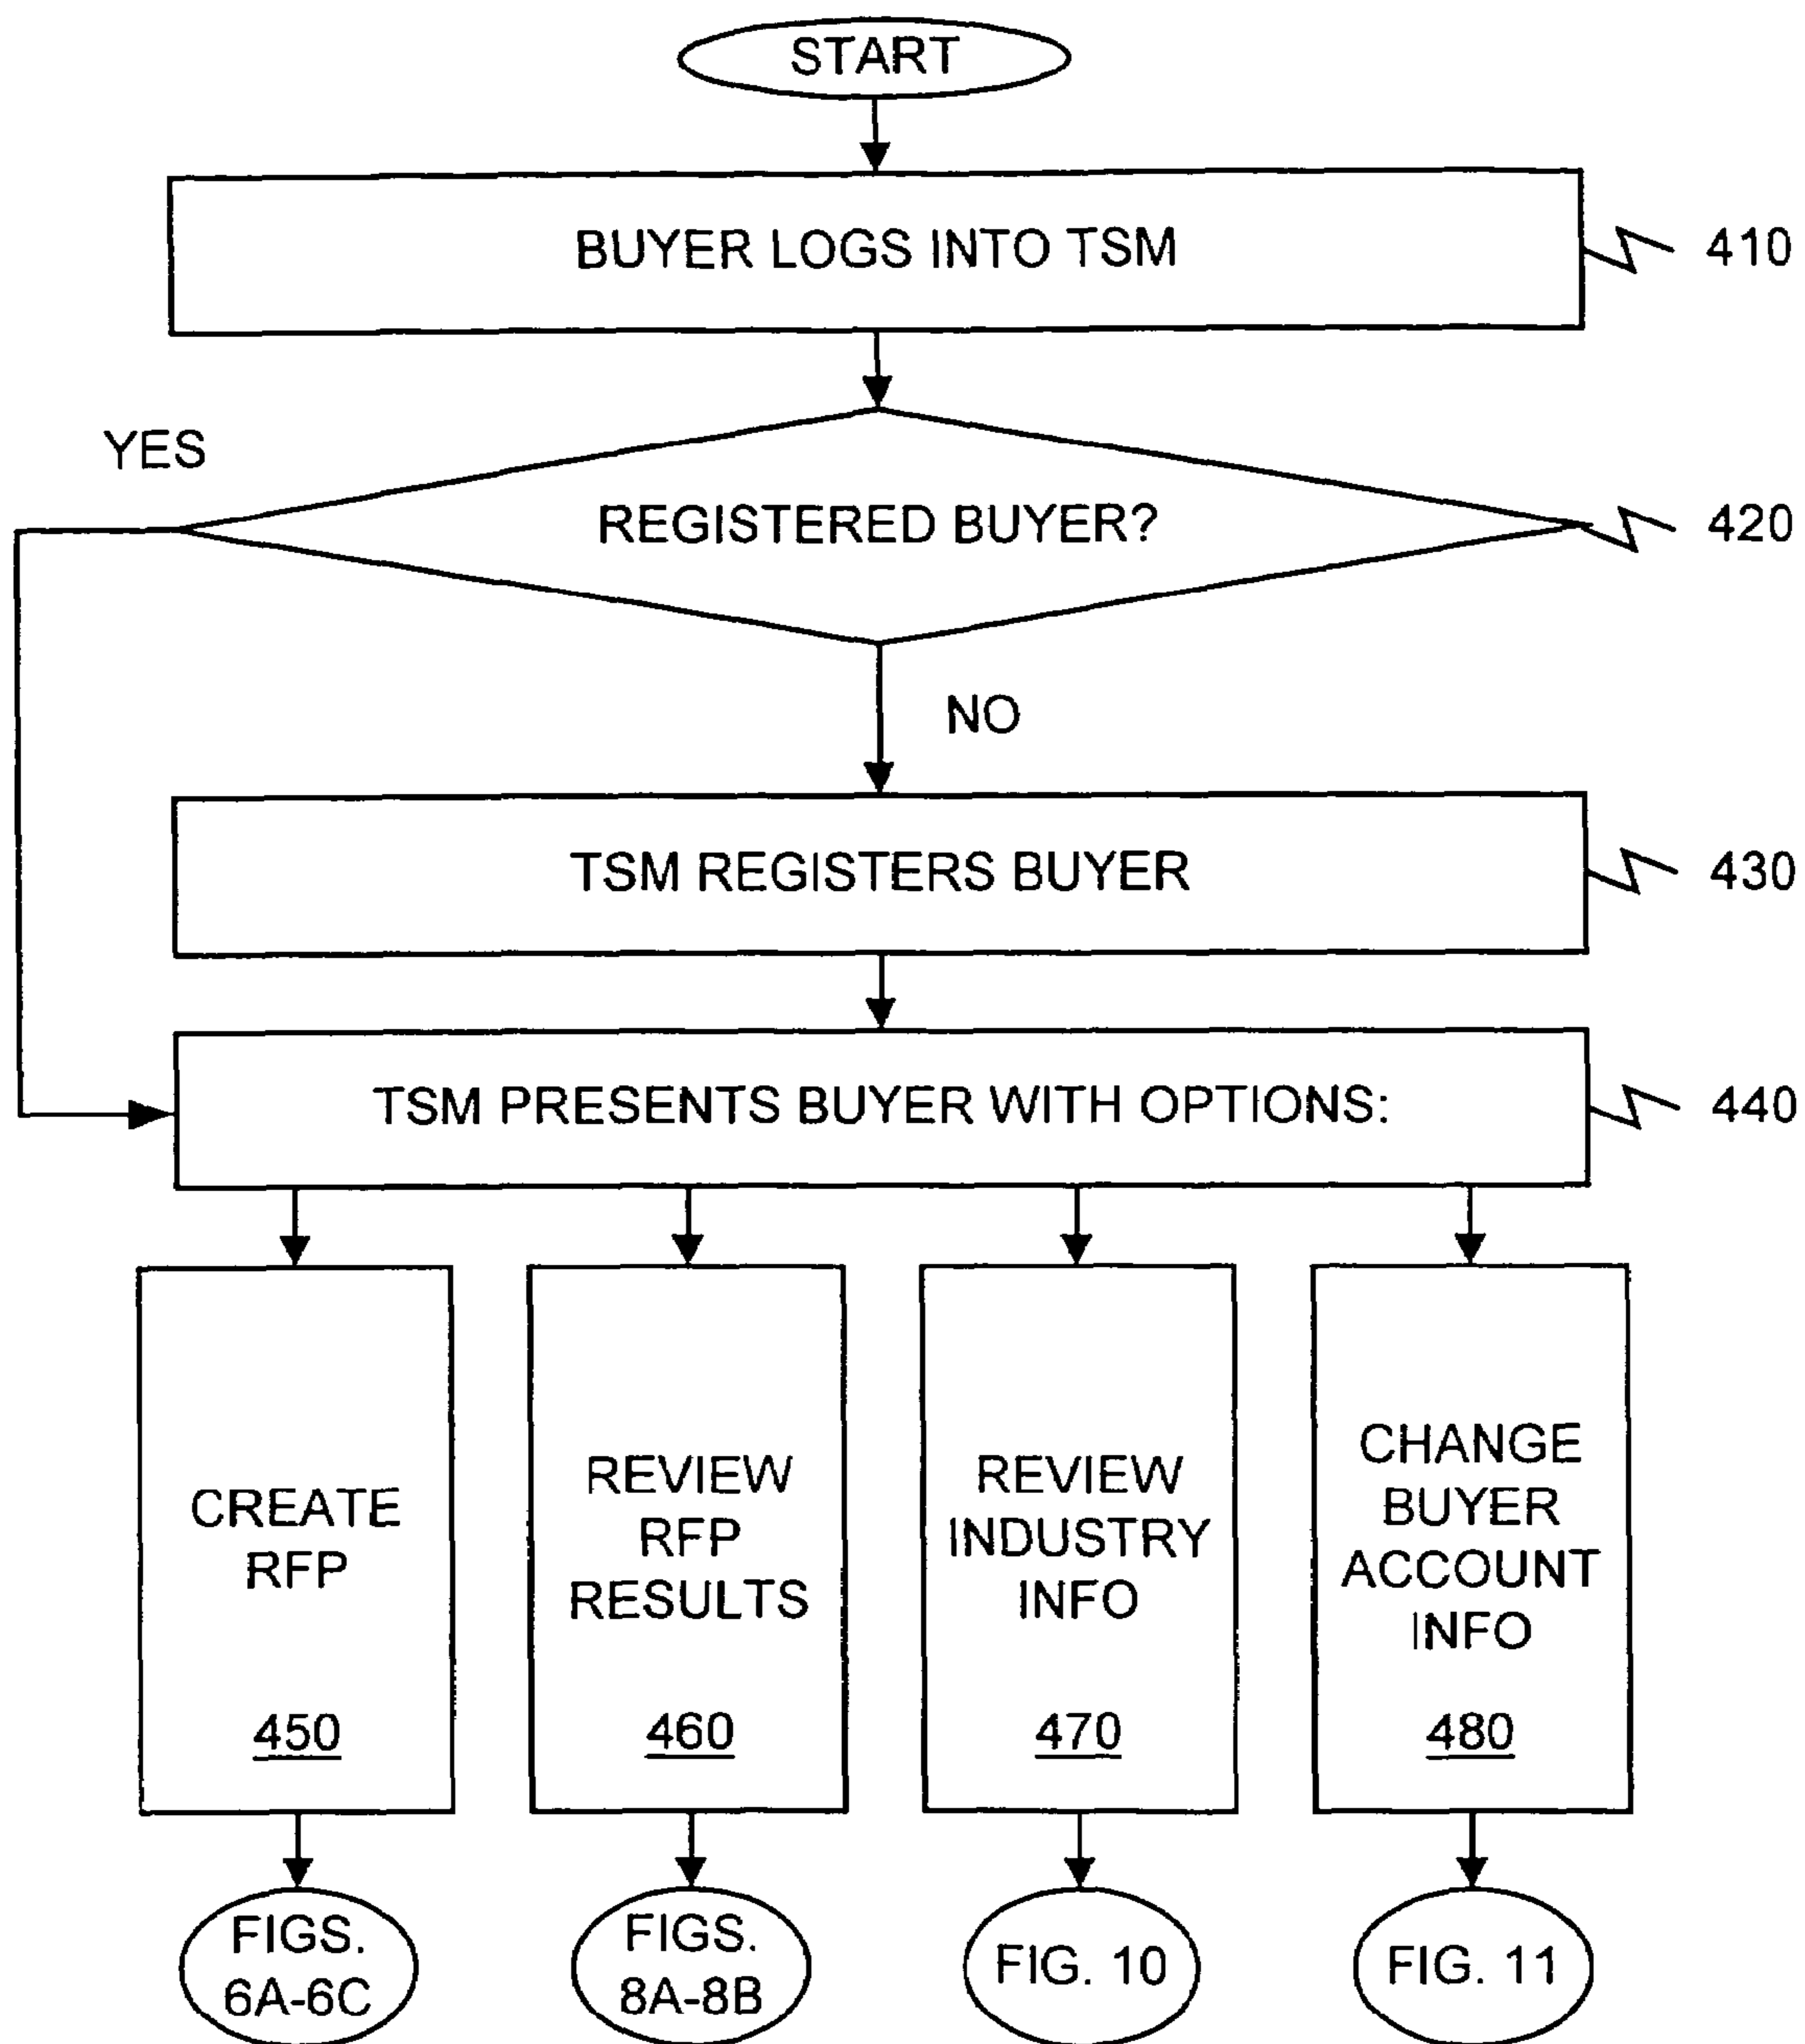 START
BUYER LOGS INTO TSM
410
YES
REGISTERED BUYER?
420
NO
TSM REGISTERS BUYER
430
TSM PRESENTS BUYER WITH OPTIONS:
440
CREATE
RFP
450
REVIEW
RFP
RESULTS
460
REVIEW
INDUSTRY
INFO
470
CHANGE
BUYER
ACCOUNT
INFO
480
FIGS.
6A-6C
FIGS.
8A-8B
FIG. 10
FIG. 11